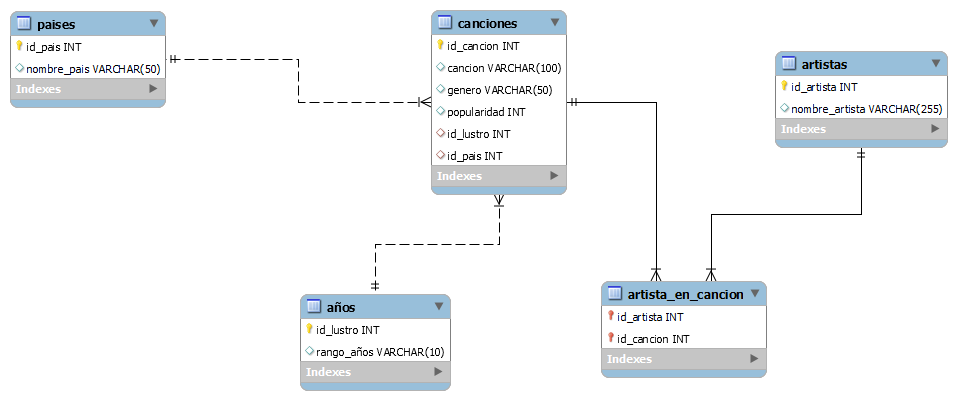 paises
id_pais INT
nombre_pais VARCHAR(50)
Indexes
canciones
id_cancion INT
cancion VARCHAR(100)
genero VARCHAR(50)
popularidad INT
id_lustro INT
id_pais INT
Indexes
artistas
id_artista INT
nombre_artista VARCHAR(255)
Indexes
años
id_lustro INT
rango_años VARCHAR(10)
Indexes
artista_en_cancion
id_artista INT
id_cancion INT
Indexes